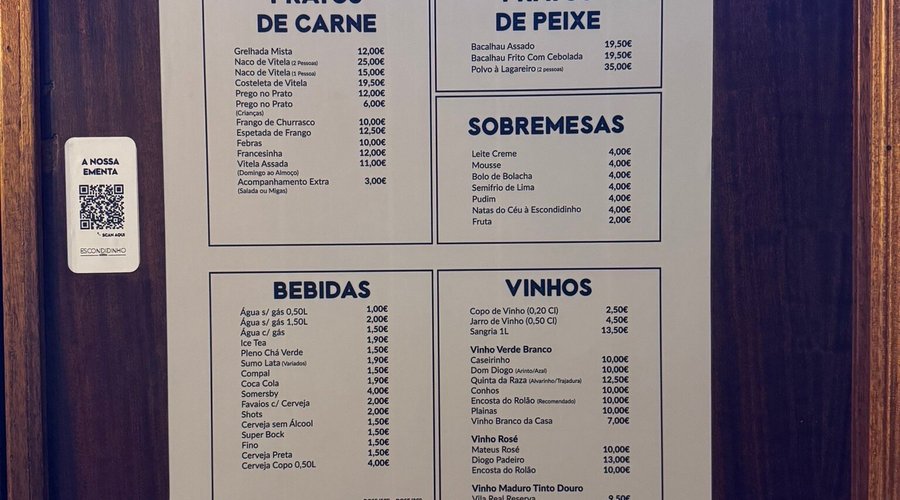 DE CARNE
Grelhada Mista 12,00€
Naco de Vitela (2 Pessoas) 25,00€
Naco de Vitela (1 Pessoa) 15,00€
Costeleta de Vitela 19,50€
Prego no Prato 12,00€
Prego no Prato 6,00€
(Crianças)
Frango de Churrasco 10,00€
Espetada de Frango 12,50€
Febras 10,00€
Francesinha 12,00€
Vitela Assada 11,00€
(Domingo ao Almoço)
Acompanhamento Extra 3,00€
(Salada ou Migas)
DE PEIXE
Bacalhau Assado 19,50€
Bacalhau Frito Com Cebolada 19,50€
Polvo à Lagareiro (2 pessoas) 35,00€
SOBREMESAS
Leite Creme 4,00€
Mousse 4,00€
Bolo de Bolacha 4,00€
Semifrio de Lima 4,00€
Pudim 4,00€
Natas do Céu à Escondidinho 4,00€
Fruta 2,00€
A NOSSA
EMENTA
SCAN AQUI
ESCONDIDINHO
BEBIDAS
Água s/ gás 0,50L 1,00€
Água s/ gás 1,50L 2,00€
Água c/ gás 1,50€
Ice Tea 1,90€
Pleno Chá Verde 1,50€
Sumo Lata (Variados) 1,90€
Compal 1,50€
Coca Cola 1,90€
Somersby 4,00€
Favaios c/ Cerveja 2,00€
Shots 2,00€
Cerveja sem Álcool 1,50€
Super Bock 1,50€
Fino 1,50€
Cerveja Preta 1,50€
Cerveja Copo 0,50L 4,00€
VINHOS
Copo de Vinho (0,20 Cl) 2,50€
Jarro de Vinho (0,50 Cl) 4,50€
Sangria 1L 13,50€
Vinho Verde Branco
Caseirinho 10,00€
Dom Diogo (Arinto/Azal) 10,00€
Quinta da Raza (Alvarinho/Trajadura) 12,50€
Conhos 10,00€
Encosta do Rolão (Recomendado) 10,00€
Plainas 10,00€
Vinho Branco da Casa 7,00€
Vinho Rosé
Mateus Rosé 10,00€
Diogo Padeiro 13,00€
Encosta do Rolão 10,00€
Vinho Maduro Tinto Douro
Vila Real Reserva 9,50€